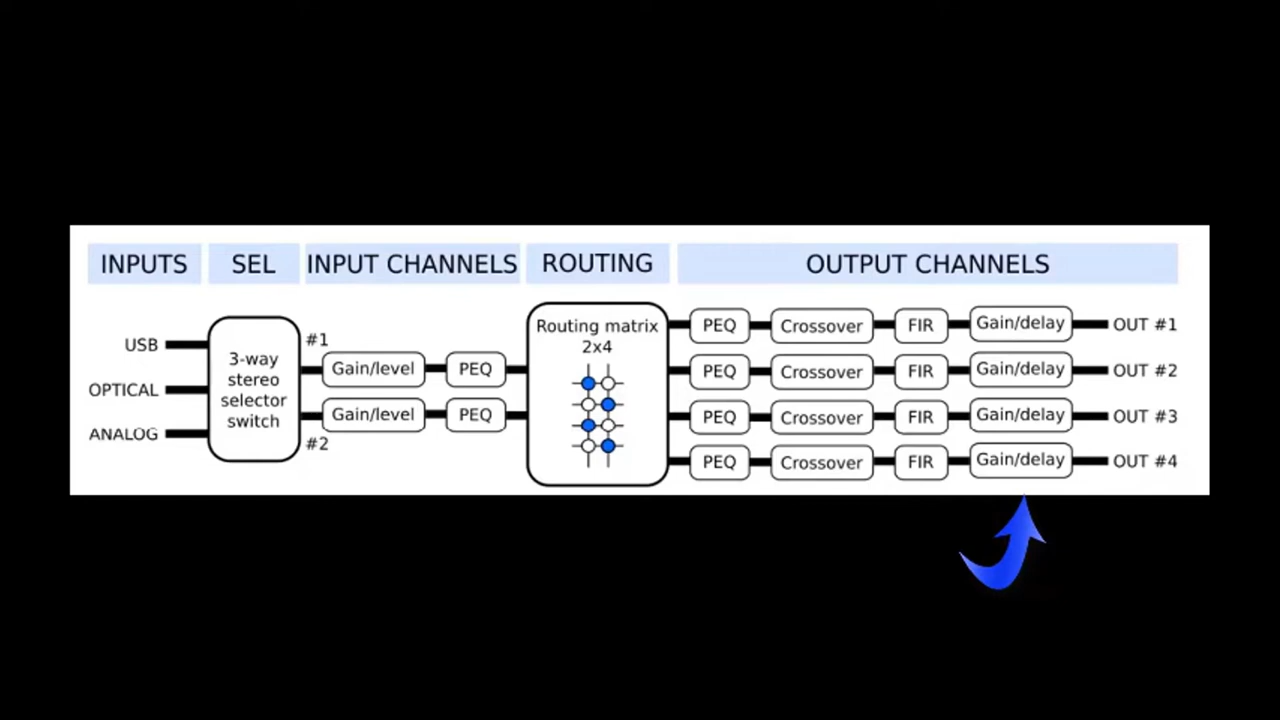 INPUTS
SEL
INPUT CHANNELS
ROUTING
OUTPUT CHANNELS
USB
OPTICAL
ANALOG
3-way
stereo
selector
switch
#1
Gain/level
PEQ
Gain/level
PEQ
#2
Routing matrix
2x4
PEQ
Crossover
FIR
Gain/delay
OUT #1
PEQ
Crossover
FIR
Gain/delay
OUT #2
PEQ
Crossover
FIR
Gain/delay
OUT #3
PEQ
Crossover
FIR
Gain/delay
OUT #4